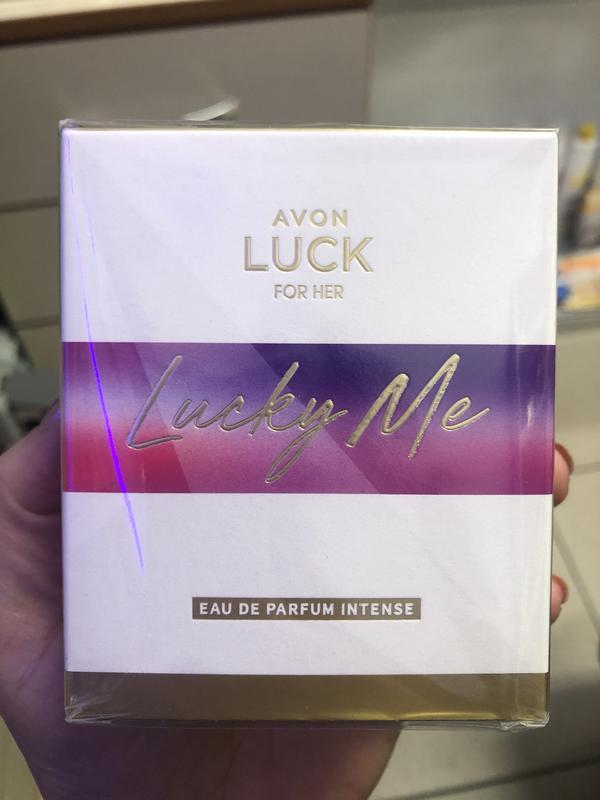 AVON
LUCK
FOR HER
Lucky Me
EAU DE PARFUM INTENSE